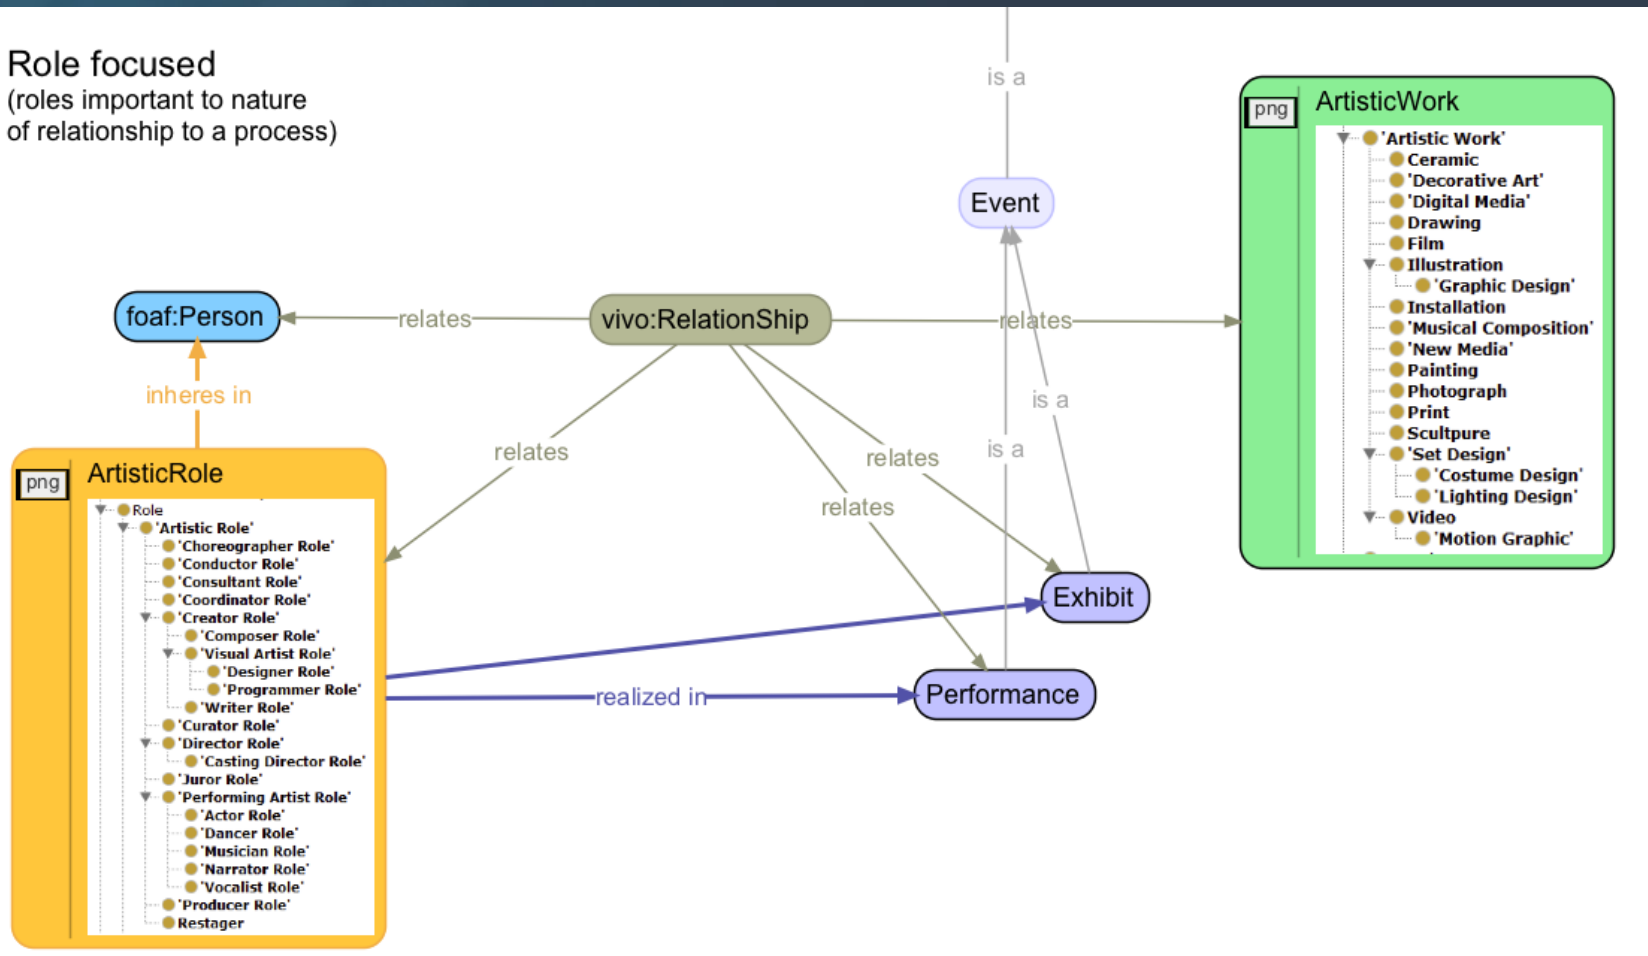 Role focused
(roles important to nature
of relationship to a process)
is a
Event
foaf:Person
relates
vivo:RelationShip
relates
inheres in
is a
relates
relates
is a
relates
Exhibit
realized in
Performance
png
ArtisticWork
'Artistic Work'
Ceramic
'Decorative Art'
'Digital Media'
Drawing
Film
Illustration
'Graphic Design'
Installation
'Musical Composition'
'New Media'
Painting
Photograph
Print
Scultpure
'Set Design'
'Costume Design'
'Lighting Design'
Video
'Motion Graphic'
png
ArtisticRole
Role
'Artistic Role'
'Choreographer Role'
'Conductor Role'
'Consultant Role'
'Coordinator Role'
'Creator Role'
'Composer Role'
'Visual Artist Role'
'Designer Role'
'Programmer Role'
'Writer Role'
'Curator Role'
'Director Role'
'Casting Director Role'
'Juror Role'
'Performing Artist Role'
'Actor Role'
'Dancer Role'
'Musician Role'
'Narrator Role'
'Vocalist Role'
'Producer Role'
Restager